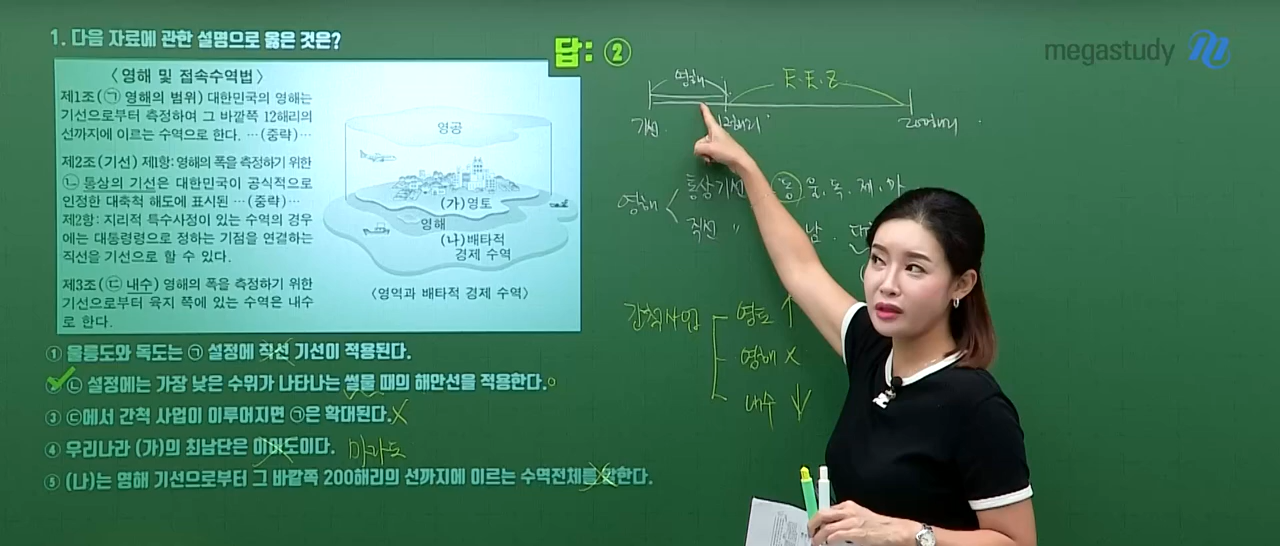 1. 다음 자료에 관한 설명으로 옳은 것은?
답: ②
megastudy
〈영해 및 접속수역법〉
제1조(㉠ 영해의 범위) 대한민국의 영해는
기선으로부터 측정하여 그 바깥쪽 12해리의
선까지에 이르는 수역으로 한다. …(중략)…
제2조(기선) 제1항: 영해의 폭을 측정하기 위한
㉡ 통상의 기선은 대한민국이 공식적으로
인정한 대축척 해도에 표시된 …(중략)…
제2항: 지리적 특수사정이 있는 수역의 경우
에는 대통령령으로 정하는 기점을 연결하는
직선을 기선으로 할 수 있다.
제3조(㉢ 내수) 영해의 폭을 측정하기 위한
기선으로부터 육지 쪽에 있는 수역은 내수
로 한다.
영공
(가)영토
영해
(나)배타적
경제 수역
〈영역과 배타적 경제 수역〉
① 울릉도와 독도는 ㉠ 설정에 직선 기선이 적용된다.
② ㉡ 설정에는 가장 낮은 수위가 나타나는 썰물 때의 해안선을 적용한다.
③ ㉢에서 간척 사업이 이루어지면 ㉠은 확대된다. X
④ 우리나라 (가)의 최남단은 이어도이다. 마라도
⑤ (나)는 영해 기선으로부터 그 바깥쪽 200해리의 선까지에 이르는 수역전체를 말한다.
영해 E.E.Z
기선 12해리 200해리
영해
통상기선 동 울.독.제.마
직선 〃 남.
간척사업
영토 ↑
영해 X
내수 ↓